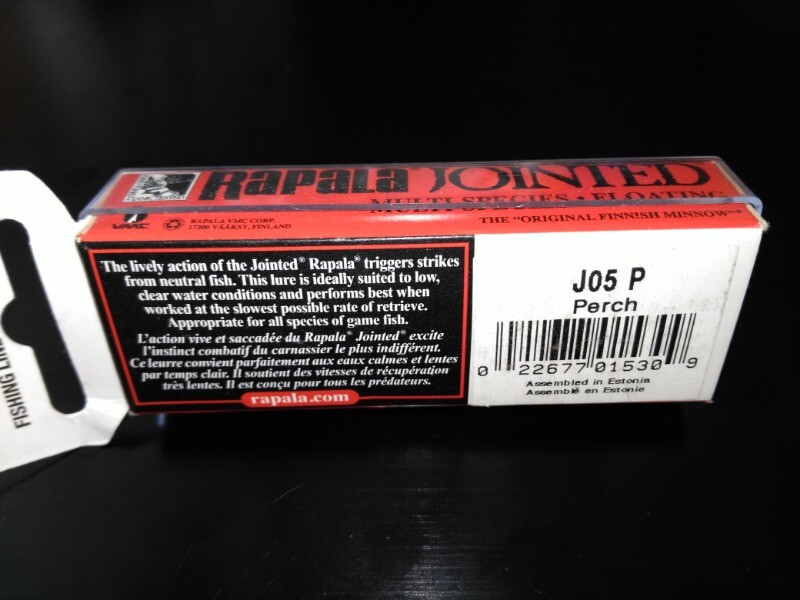 Rapala JOINTED
MULTI SPECIES • FLOATING
VMC
RAPALA VMC CORP.
17200 VÄÄKSY, FINLAND
THE "ORIGINAL FINNISH MINNOW"®
The lively action of the Jointed® Rapala® triggers strikes
from neutral fish. This lure is ideally suited to low,
clear water conditions and performs best when
worked at the slowest possible rate of retrieve.
Appropriate for all species of game fish.
L'action vive et saccadée du Rapala® Jointed® excite
l'instinct combatif du carnassier le plus indifférent.
Ce leurre convient parfaitement aux eaux calmes et lentes
par temps clair. Il soutient des vitesses de récupération
très lentes. Il est conçu pour tous les prédateurs.
rapala.com
J05 P
Perch
0 22677 01530 9
Assembled in Estonia
Assemblé en Estonie
FISHING LINE